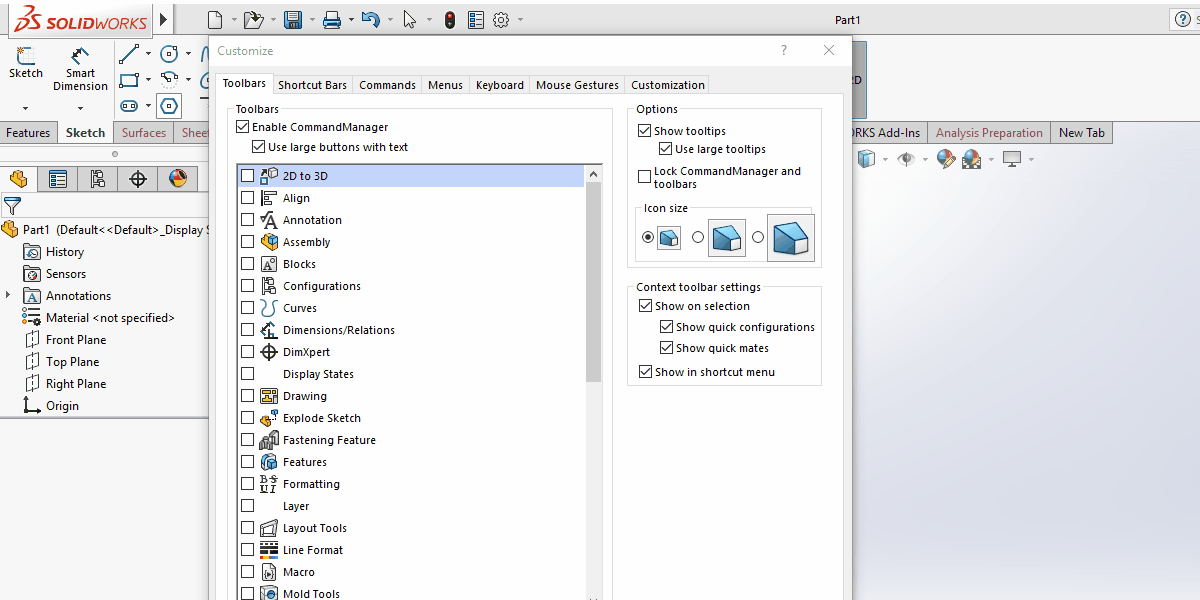 SOLIDWORKS
Part1
Sketch
Smart
Dimension
Features
Sketch
Surfaces
Sheet
RKS Add-Ins
Analysis Preparation
New Tab
Customize
?
Toolbars
Shortcut Bars
Commands
Menus
Keyboard
Mouse Gestures
Customization
Toolbars
Enable CommandManager
Use large buttons with text
2D to 3D
Align
Annotation
Assembly
Blocks
Configurations
Curves
Dimensions/Relations
DimXpert
Display States
Drawing
Explode Sketch
Fastening Feature
Features
Formatting
Layer
Layout Tools
Line Format
Macro
Mold Tools
Options
Show tooltips
Use large tooltips
Lock CommandManager and
toolbars
Icon size
Context toolbar settings
Show on selection
Show quick configurations
Show quick mates
Show in shortcut menu
Part1 (Default<<Default>_Display S
History
Sensors
Annotations
Material <not specified>
Front Plane
Top Plane
Right Plane
Origin